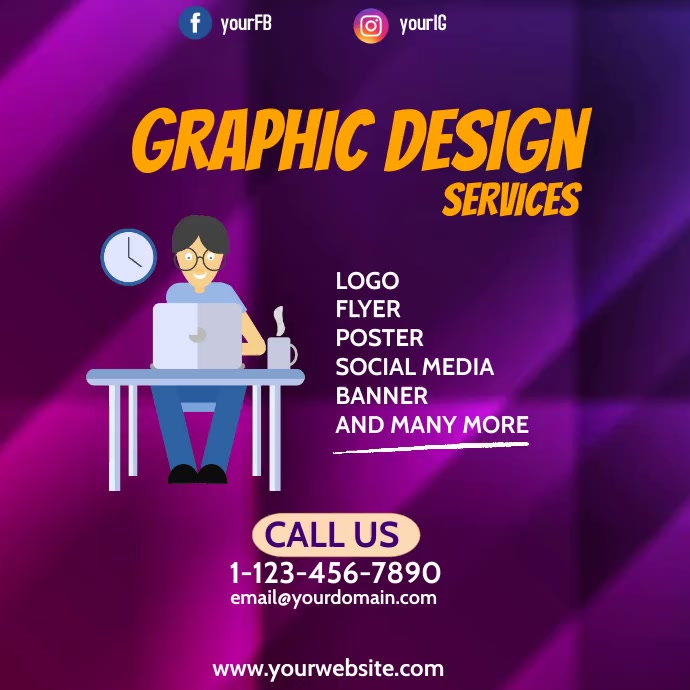 yourFB yourIG
GRAPHIC DESIGN
SERVICES
LOGO
FLYER
POSTER
SOCIAL MEDIA
BANNER
AND MANY MORE
CALL US
1-123-456-7890
email@yourdomain.com
www.yourwebsite.com